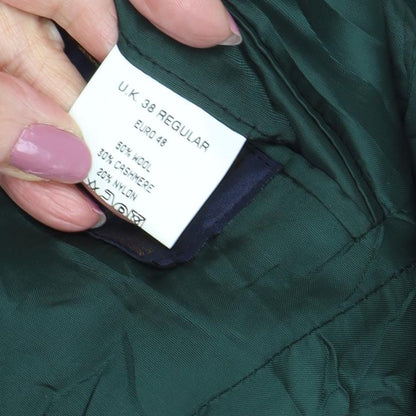 U.K. 38 REGULAR
EURO 48
50% WOOL
30% CASHMERE
20% NYLON